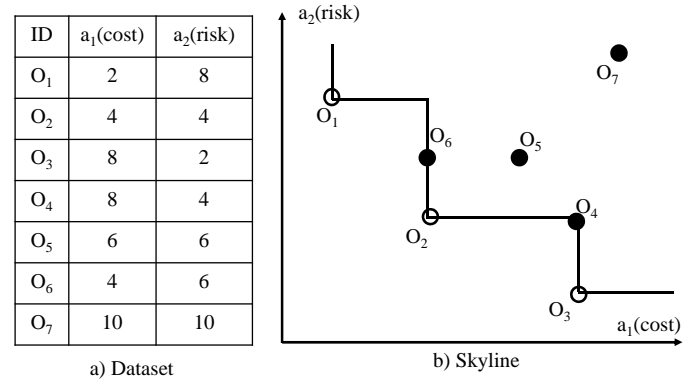 ID a₁(cost) a₂(risk)
O₁ 2 8
O₂ 4 4
O₃ 8 2
O₄ 8 4
O₅ 6 6
O₆ 4 6
O₇ 10 10
a) Dataset
a₂(risk)
O₇
O₁
O₆
O₅
O₄
O₂
O₃
a₁(cost)
b) Skyline